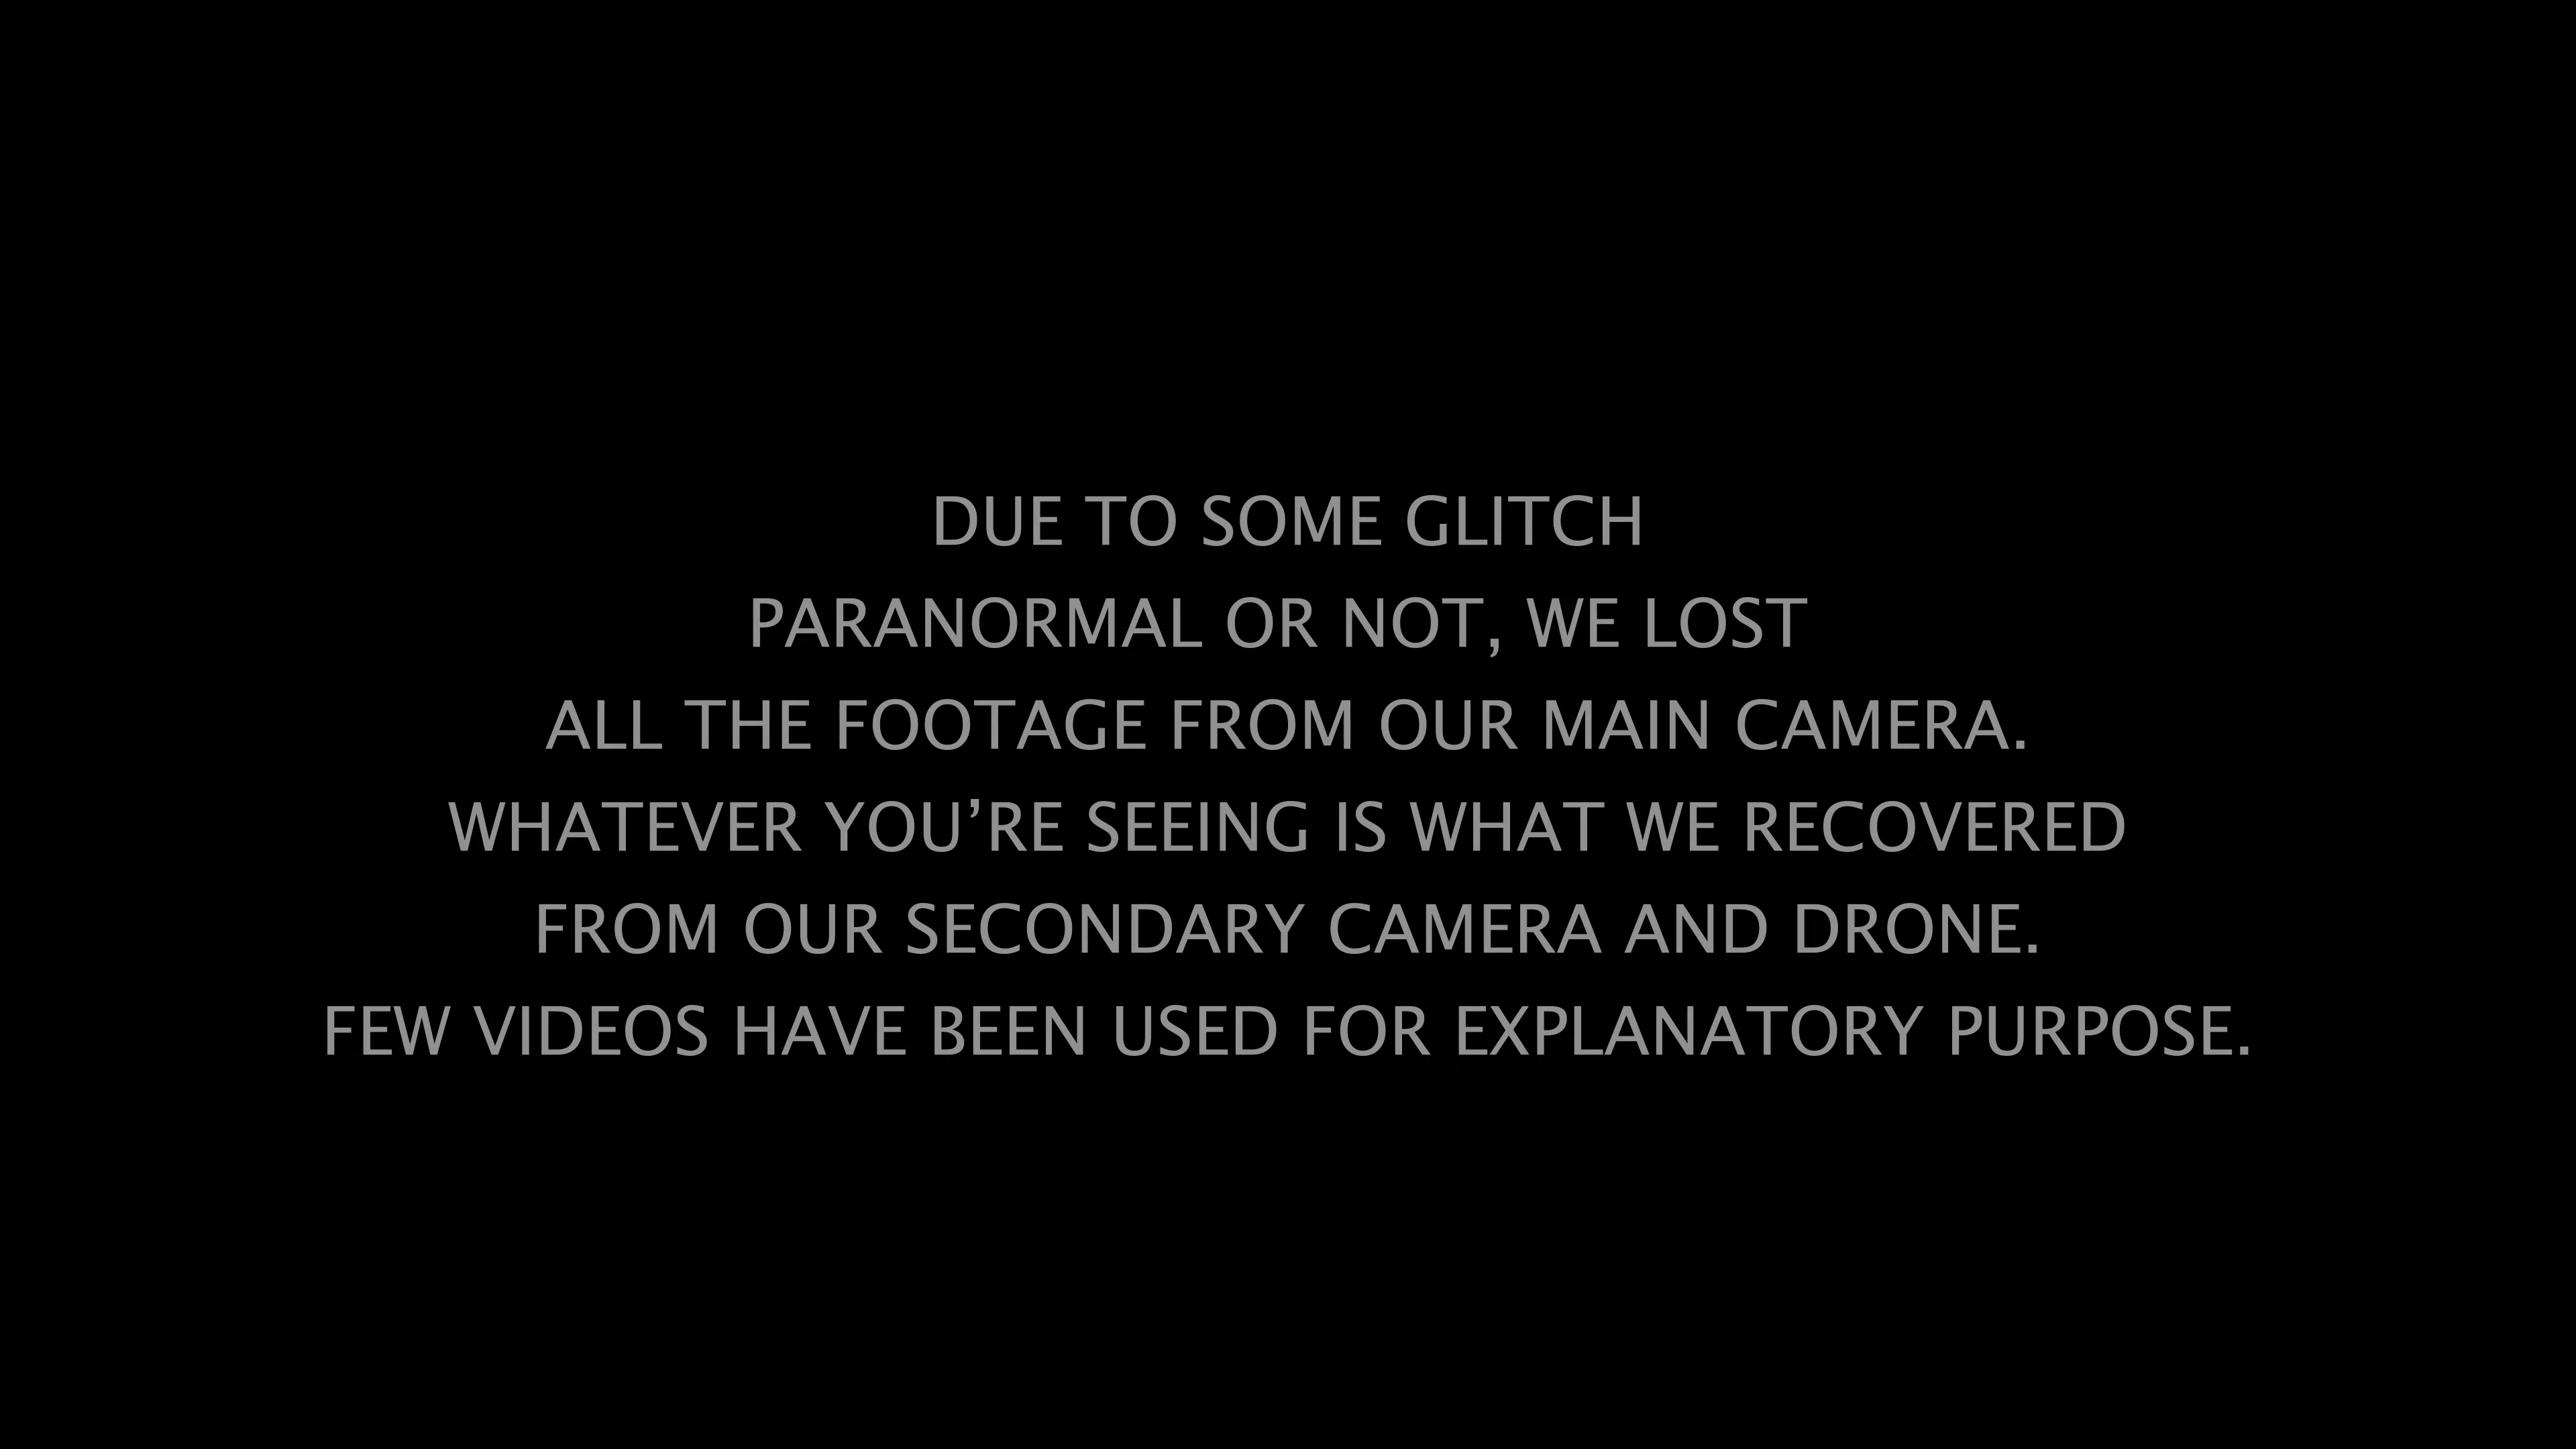 DUE TO SOME GLITCH
PARANORMAL OR NOT, WE LOST
ALL THE FOOTAGE FROM OUR MAIN CAMERA.
WHATEVER YOU’RE SEEING IS WHAT WE RECOVERED
FROM OUR SECONDARY CAMERA AND DRONE.
FEW VIDEOS HAVE BEEN USED FOR EXPLANATORY PURPOSE.